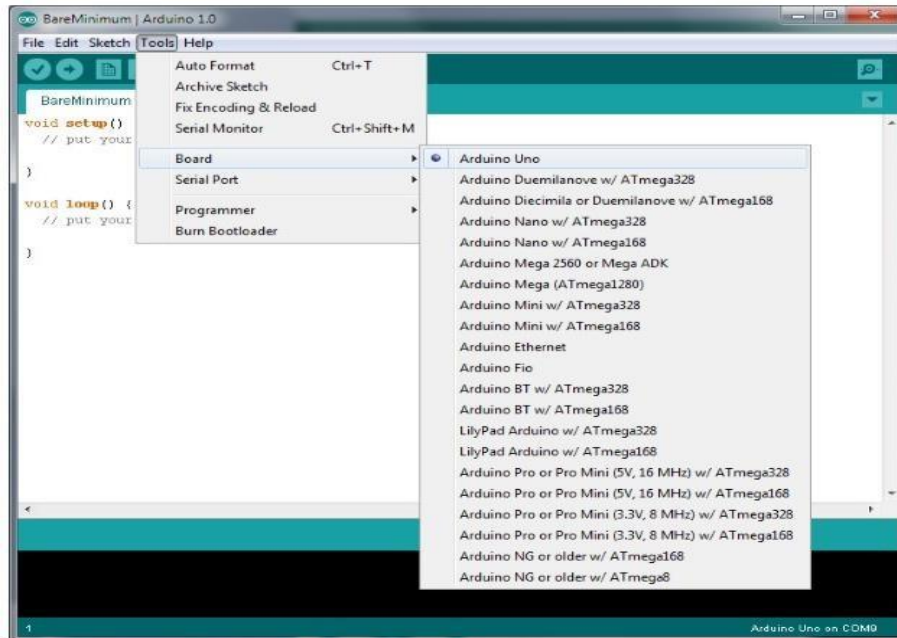 BareMinimum | Arduino 1.0
File Edit Sketch Tools Help
BareMinimum
void setup()
// put your
}
void loop() {
// put your
}
Auto Format Ctrl+T
Archive Sketch
Fix Encoding & Reload
Serial Monitor Ctrl+Shift+M
Board
Serial Port
Programmer
Burn Bootloader
Arduino Uno
Arduino Duemilanove w/ ATmega328
Arduino Diecimila or Duemilanove w/ ATmega168
Arduino Nano w/ ATmega328
Arduino Nano w/ ATmega168
Arduino Mega 2560 or Mega ADK
Arduino Mega (ATmega1280)
Arduino Mini w/ ATmega328
Arduino Mini w/ ATmega168
Arduino Ethernet
Arduino Fio
Arduino BT w/ ATmega328
Arduino BT w/ ATmega168
LilyPad Arduino w/ ATmega328
LilyPad Arduino w/ ATmega168
Arduino Pro or Pro Mini (5V, 16 MHz) w/ ATmega328
Arduino Pro or Pro Mini (5V, 16 MHz) w/ ATmega168
Arduino Pro or Pro Mini (3.3V, 8 MHz) w/ ATmega328
Arduino Pro or Pro Mini (3.3V, 8 MHz) w/ ATmega168
Arduino NG or older w/ ATmega168
Arduino NG or older w/ ATmega8
1 Arduino Uno on COM9